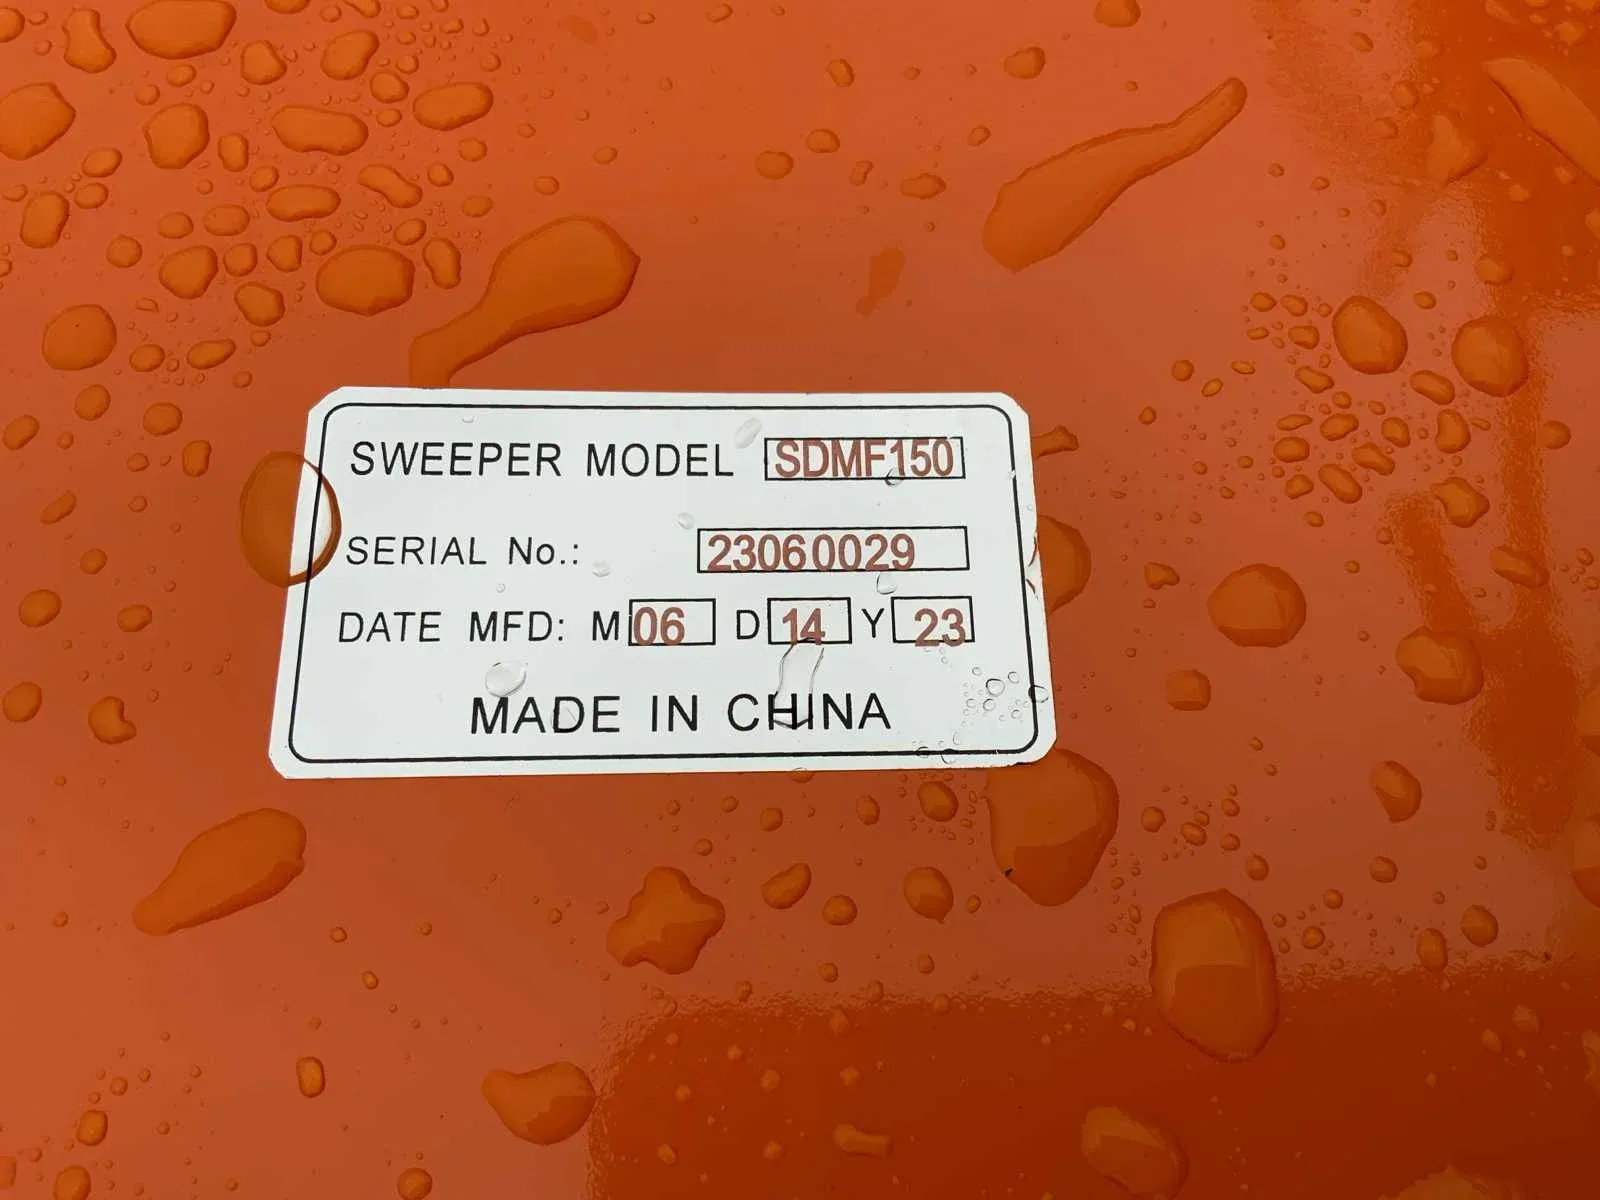 SWEEPER MODEL SDMF150
SERIAL No.: 23060029
DATE MFD: M 06 D 14 Y 23
MADE IN CHINA